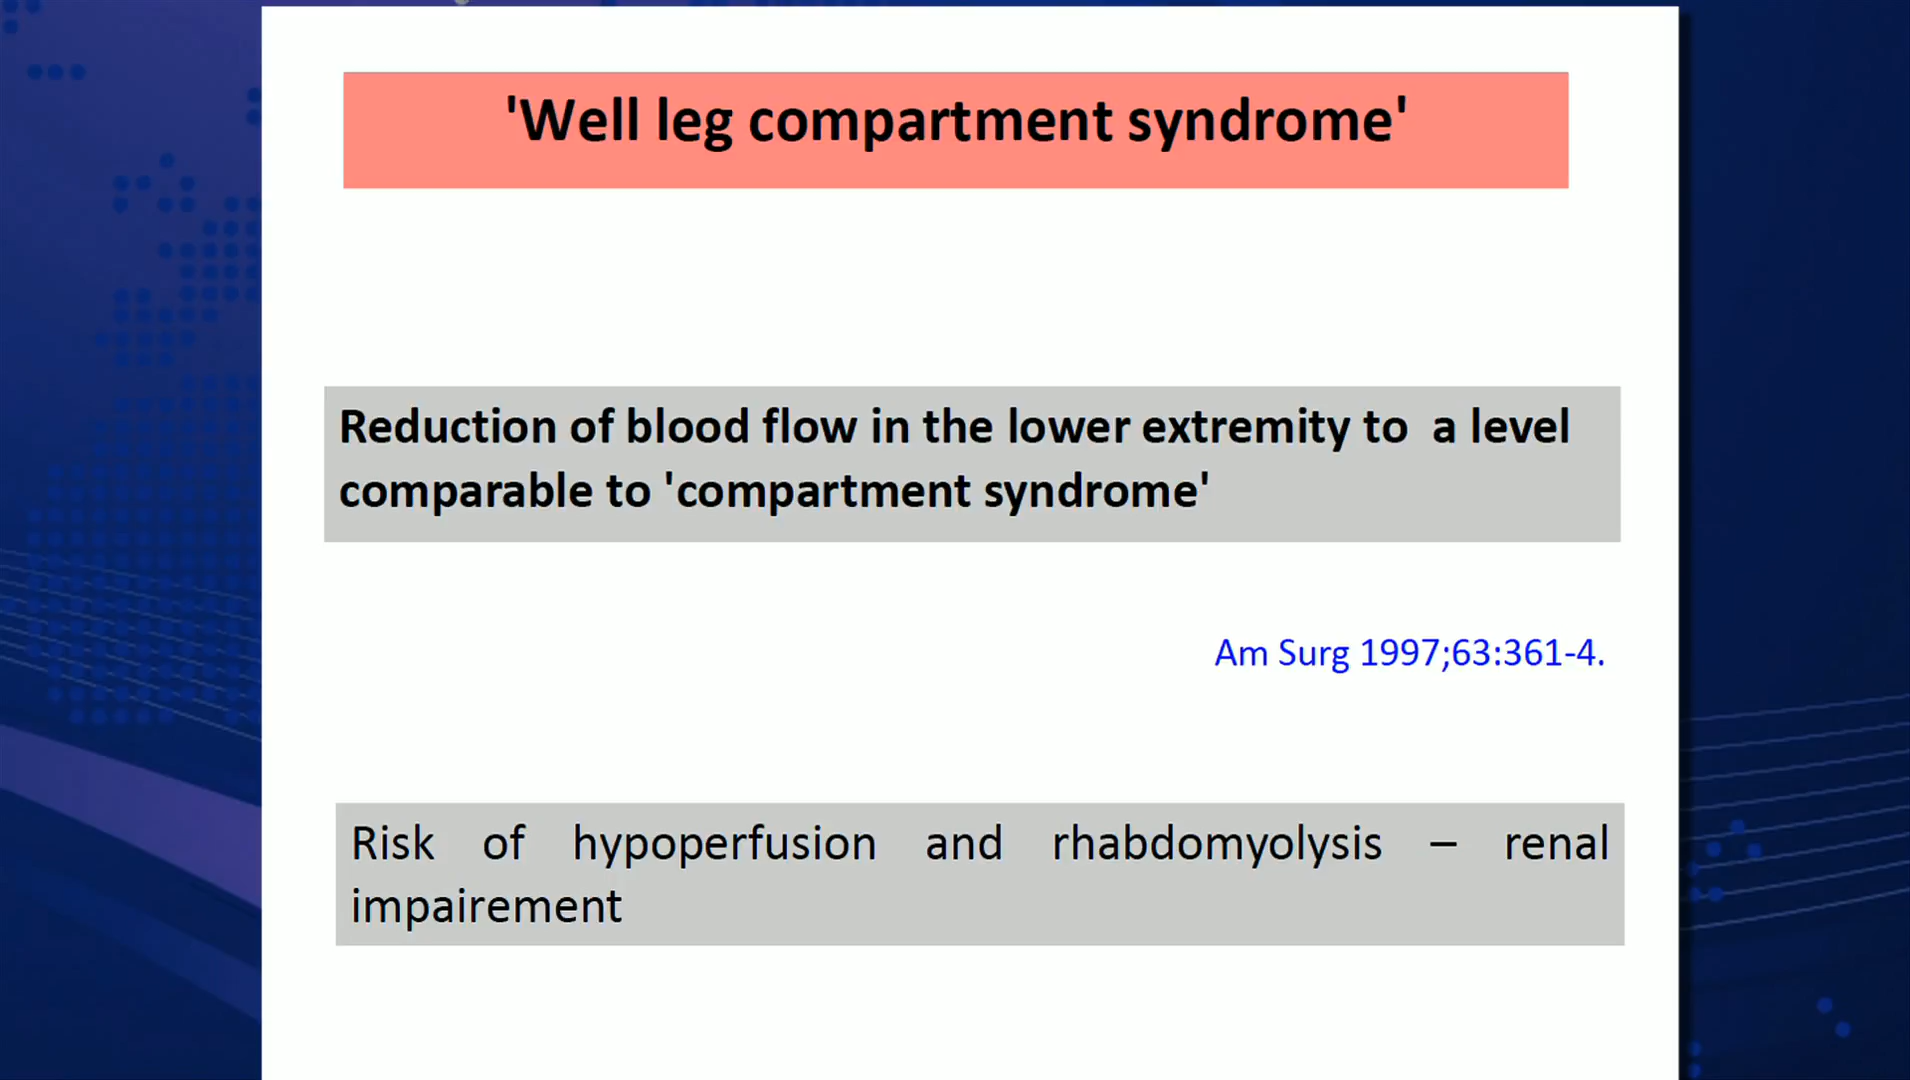 'Well leg compartment syndrome'
Reduction of blood flow in the lower extremity to  a level
comparable to 'compartment syndrome'
Am Surg 1997;63:361-4.
Risk of hypoperfusion and rhabdomyolysis – renal
impairement